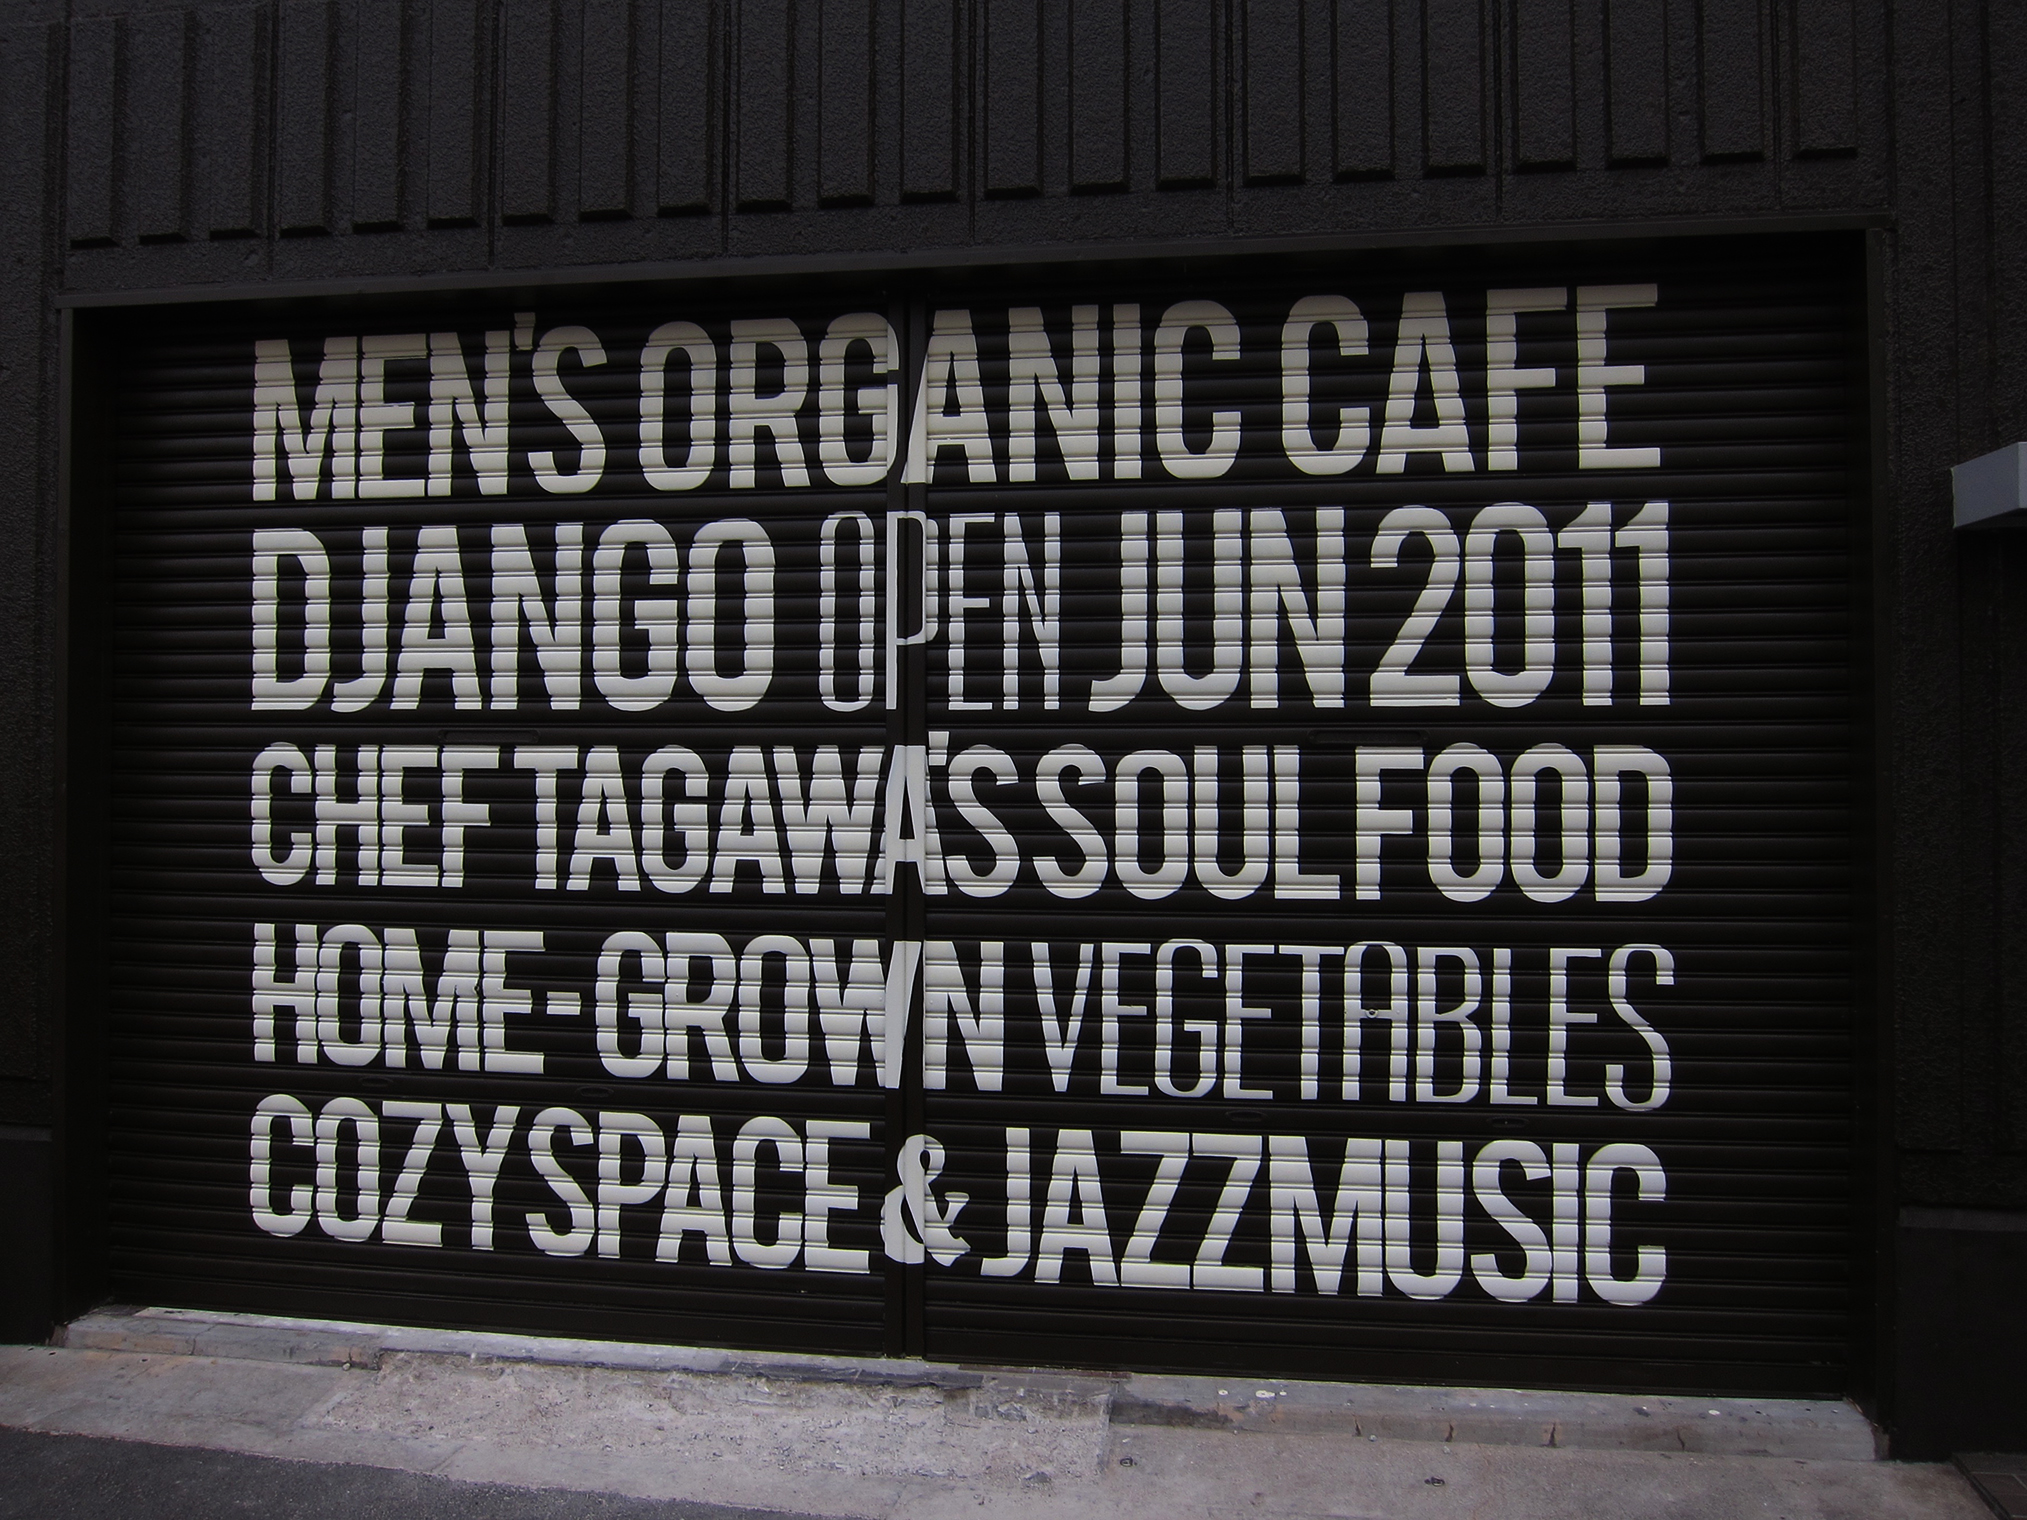 MEN'S ORGANIC CAFE
DJANGO OPEN JUN 2011
CHEF TAGAWA'S SOUL FOOD
HOME-GROWN VEGETABLES
COZY SPACE & JAZZ MUSIC